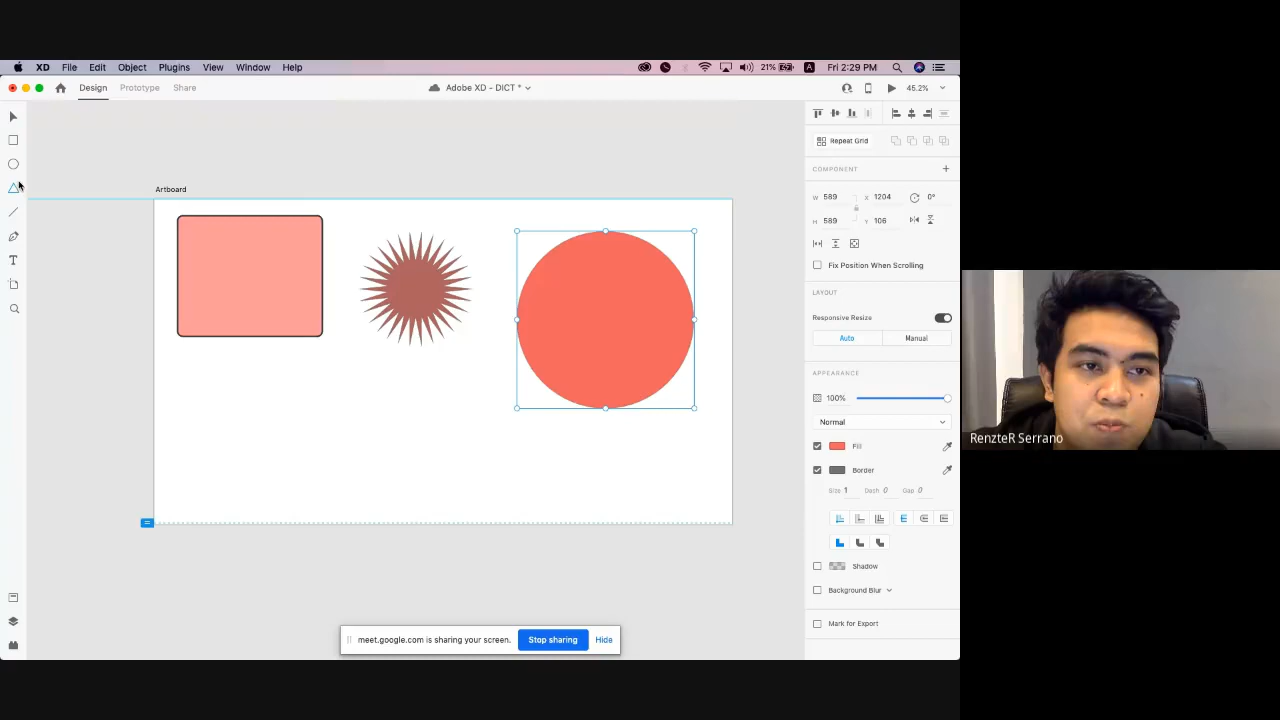 XD File Edit Object Plugins View Window Help
21% A Fri 2:29 PM
Design Prototype Share
Adobe XD - DICT *
45.2%
Repeat Grid
COMPONENT
W 589 X 1204 0°
H 589 Y 106
Fix Position When Scrolling
LAYOUT
Responsive Resize
Auto Manual
APPEARANCE
100%
Normal
Fill
Border
Size 1 Dash 0 Gap 0
Shadow
Background Blur
Mark for Export
T
Artboard
meet.google.com is sharing your screen. Stop sharing Hide
RenzteR Serrano